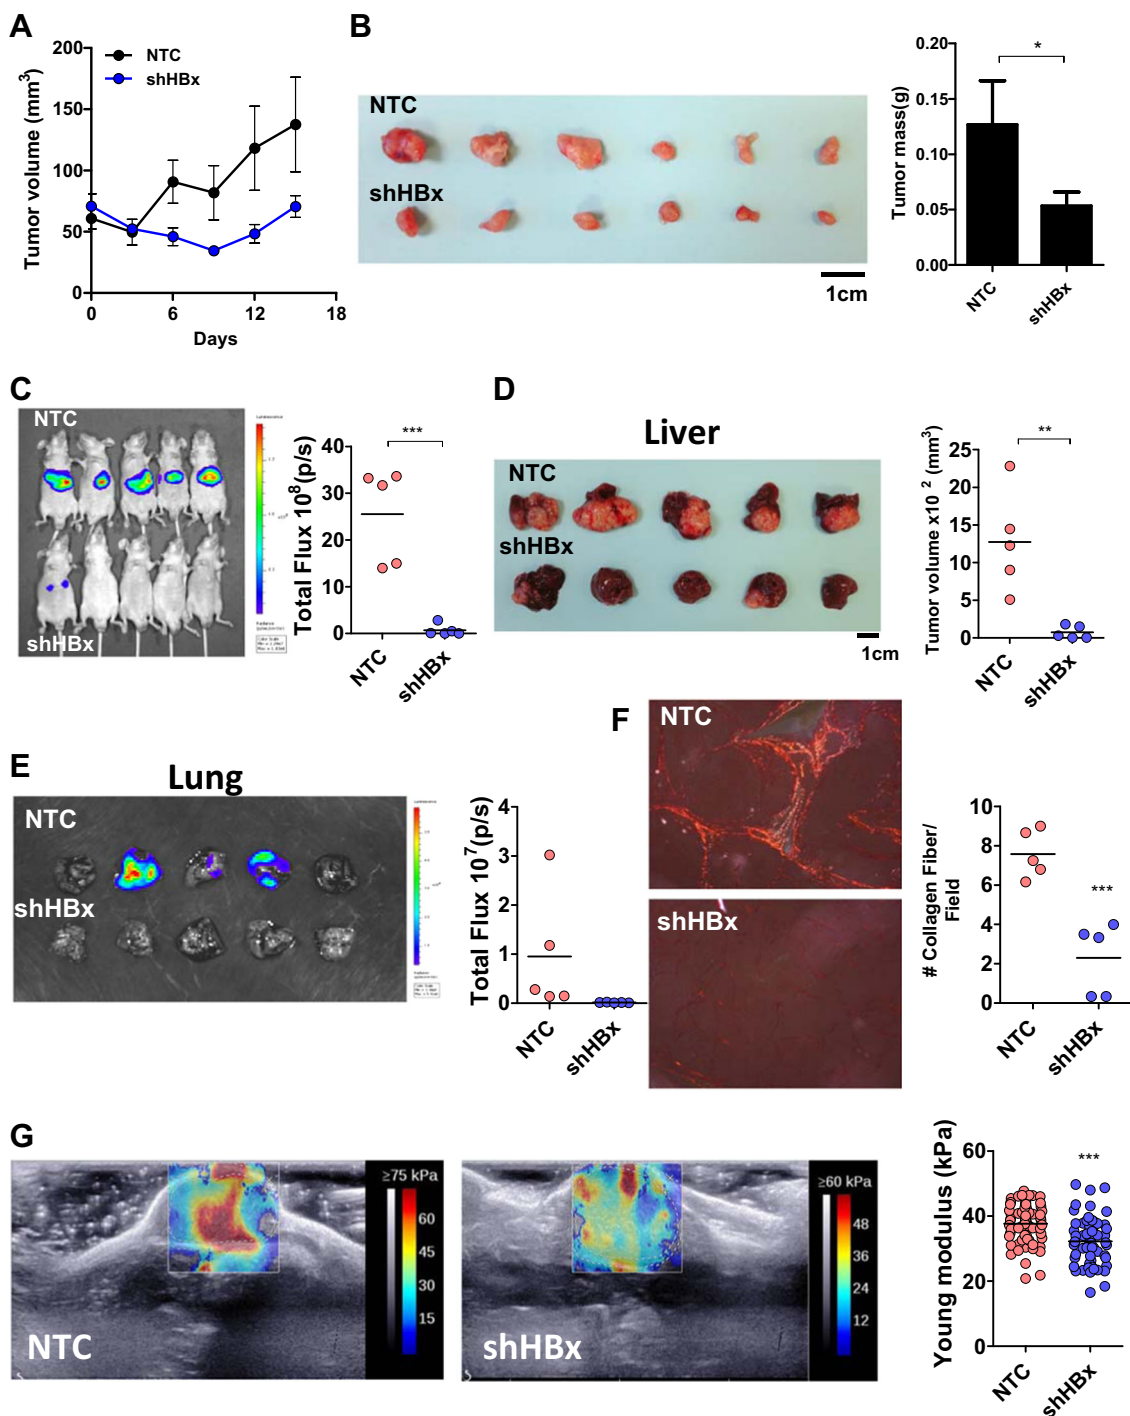 A
Tumor volume (mm3)
200
150
100
50
0
NTC
shHBx
0
6
12
18
Days
B
NTC
shHBx
1cm
Tumor mass(g)
0.20
0.15
0.10
0.05
0.00
*
NTC
shHBx
C
NTC
shHBx
Total Flux 10^8(p/s)
40
30
20
10
0
***
NTC
shHBx
D
Liver
NTC
shHBx
1cm
Tumor volume x10 2 (mm3)
25
20
15
10
5
0
**
NTC
shHBx
E
Lung
NTC
shHBx
Total Flux 10^7(p/s)
4
3
2
1
0
NTC
shHBx
F
NTC
shHBx
# Collagen Fiber/
Field
10
8
6
4
2
0
***
NTC
shHBx
G
≥75 kPa
60
45
30
15
NTC
≥60 kPa
48
36
24
12
shHBx
Young modulus (kPa)
60
40
20
0
***
NTC
shHBx